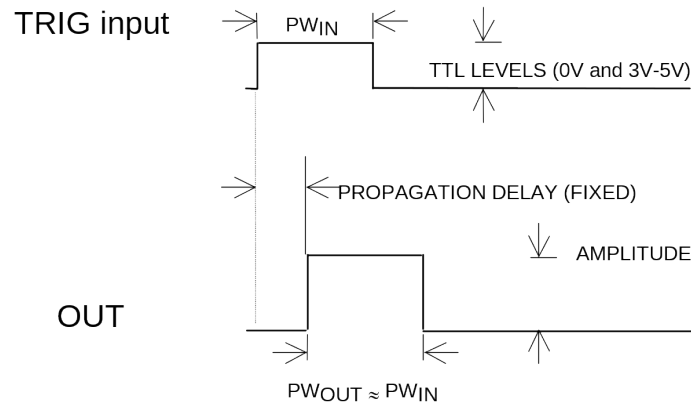 TRIG input
PWIN
TTL LEVELS (0V and 3V-5V)
PROPAGATION DELAY (FIXED)
AMPLITUDE
OUT
PWOUT ≈ PWIN